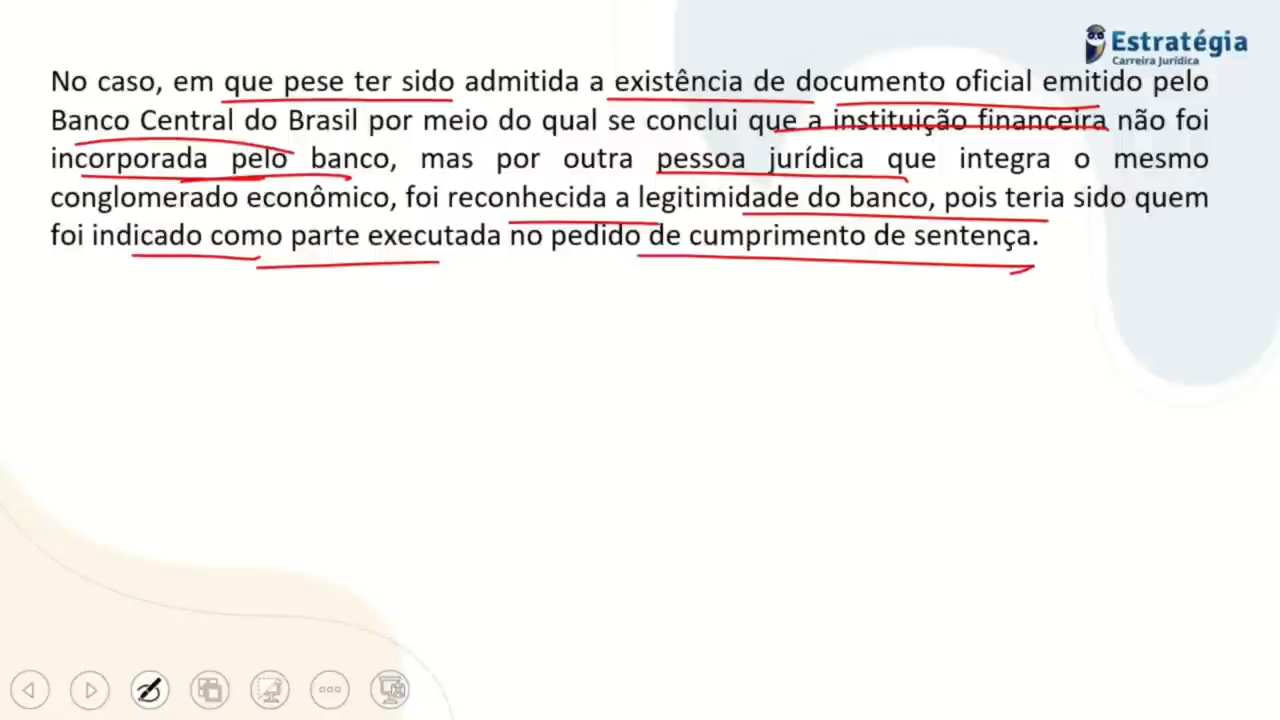 Estratégia
Carreira Jurídica
No caso, em que pese ter sido admitida a existência de documento oficial emitido pelo
Banco Central do Brasil por meio do qual se conclui que a instituição financeira não foi
incorporada pelo banco, mas por outra pessoa jurídica que integra o mesmo
conglomerado econômico, foi reconhecida a legitimidade do banco, pois teria sido quem
foi indicado como parte executada no pedido de cumprimento de sentença.